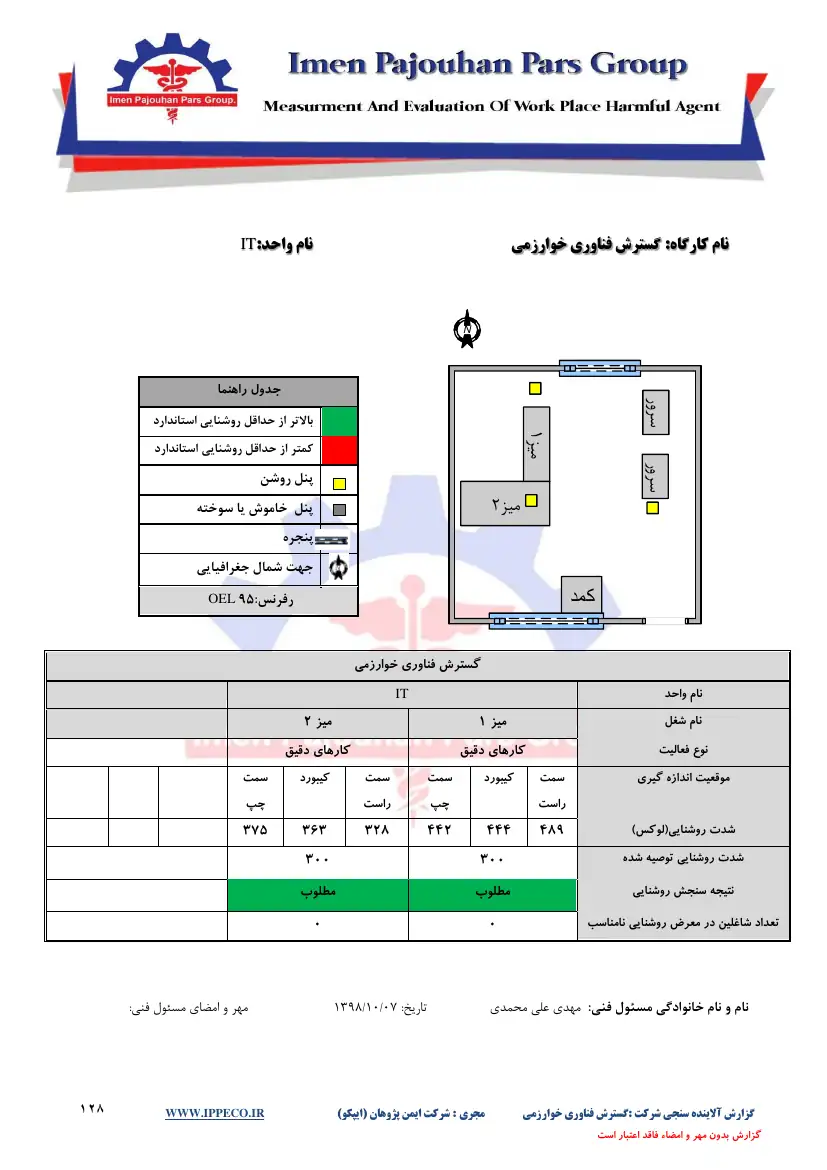 Imen Pajouhan Pars Group
Imen Pajouhan Pars Group.
Measurment And Evaluation Of Work Place Harmful Agent
نام کارگاه: گسترش فناوری خوارزمی نام واحد:IT
N
سرور
میز۱
سرور
میز۲
کمد
جدول راهنما
بالاتر از حداقل روشنایی استاندارد
کمتر از حداقل روشنایی استاندارد
پنل روشن
پنل خاموش یا سوخته
پنجره
جهت شمال جغرافیایی
رفرنس:OEL ۹۵
گسترش فناوری خوارزمی
نام واحد IT
نام شغل میز ۱ میز ۲
نوع فعالیت کارهای دقیق کارهای دقیق
موقعیت اندازه گیری سمت راست کیبورد سمت چپ سمت راست کیبورد سمت چپ
شدت روشنایی(لوکس) ۴۸۹ ۴۴۴ ۴۴۲ ۳۲۸ ۳۶۳ ۳۷۵
شدت روشنایی توصیه شده ۳۰۰ ۳۰۰
نتیجه سنجش روشنایی مطلوب مطلوب
تعداد شاغلین در معرض روشنایی نامناسب ۰ ۰
نام و نام خانوادگی مسئول فنی: مهدی علی محمدی تاریخ: ۱۳۹۸/۱۰/۰۷ مهر و امضای مسئول فنی:
گزارش آلاینده سنجی شرکت :گسترش فناوری خوارزمی مجری : شرکت ایمن پژوهان (ایپکو) WWW.IPPECO.IR ۱۲۸
گزارش بدون مهر و امضاء فاقد اعتبار است